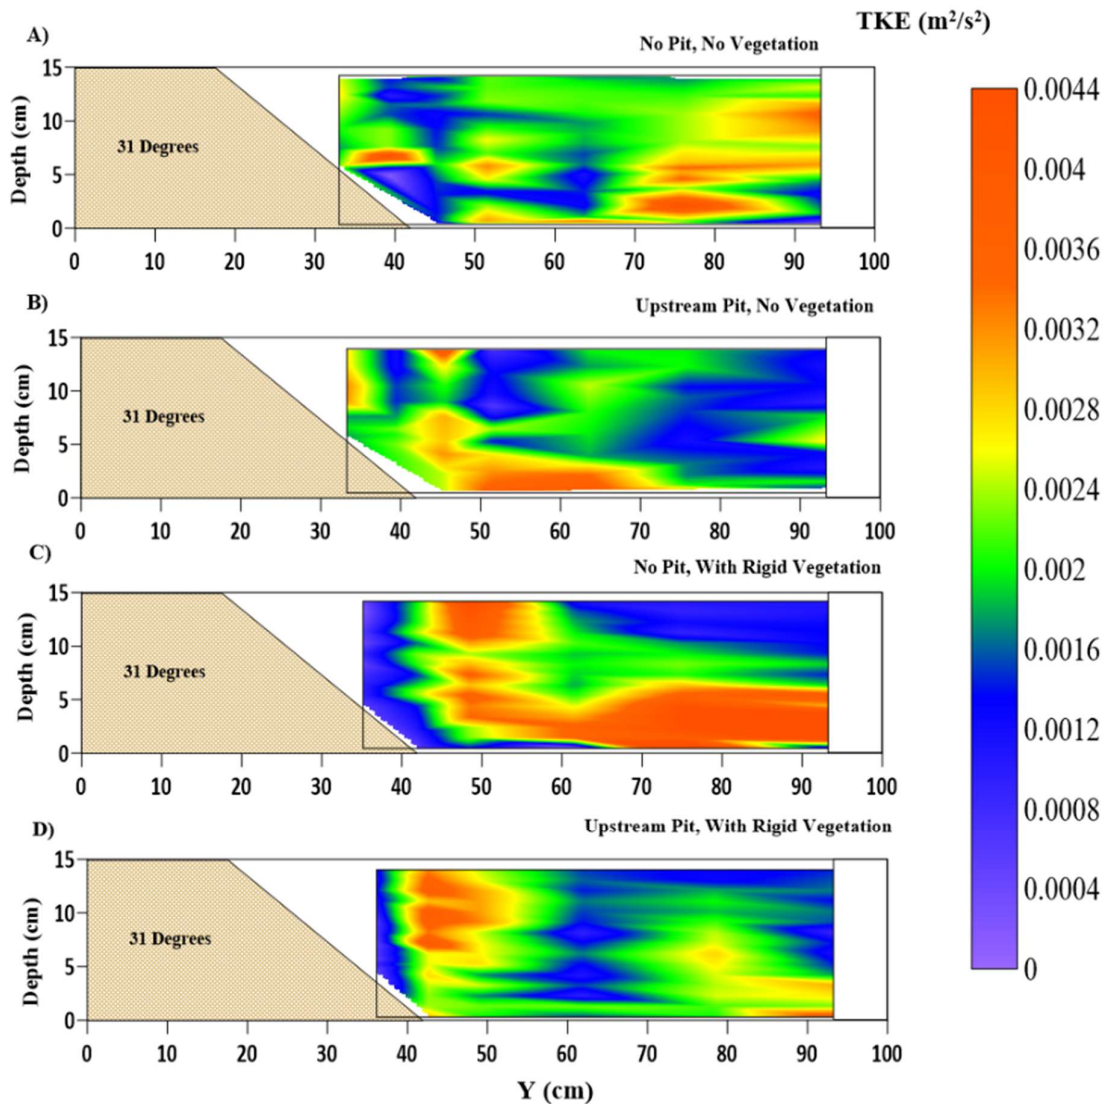 TKE (m²/s²)
A)
No Pit, No Vegetation
15
10
5
0
Depth (cm)
31 Degrees
0 10 20 30 40 50 60 70 80 90 100
B)
Upstream Pit, No Vegetation
15
10
5
0
Depth (cm)
31 Degrees
0 10 20 30 40 50 60 70 80 90 100
C)
No Pit, With Rigid Vegetation
15
10
5
0
Depth (cm)
31 Degrees
0 10 20 30 40 50 60 70 80 90 100
D)
Upstream Pit, With Rigid Vegetation
15
10
5
0
Depth (cm)
31 Degrees
0 10 20 30 40 50 60 70 80 90 100
Y (cm)
0.0044
0.004
0.0036
0.0032
0.0028
0.0024
0.002
0.0016
0.0012
0.0008
0.0004
0